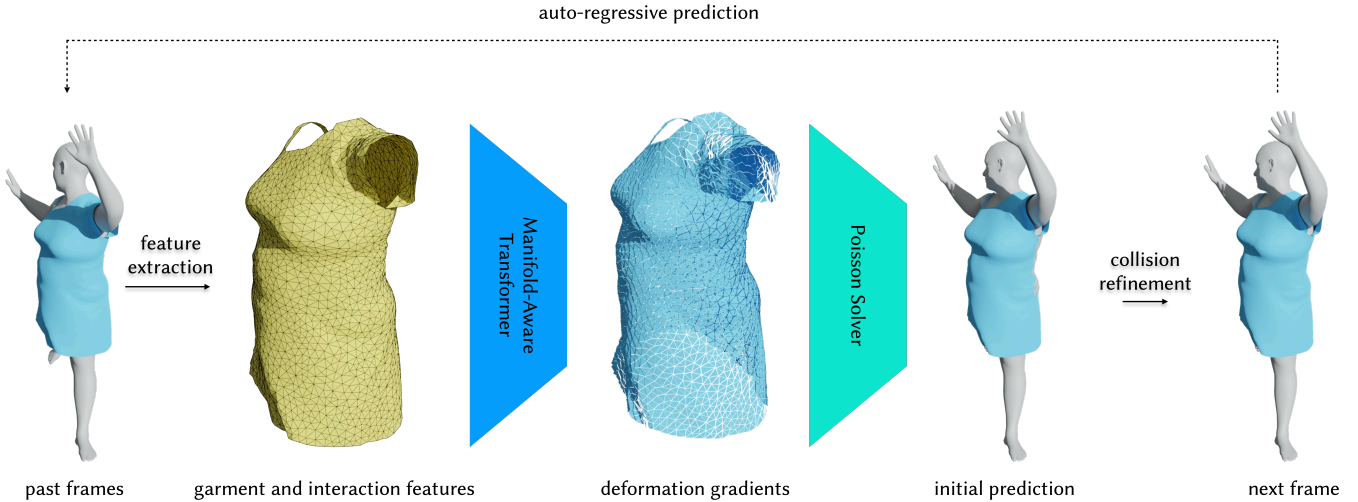 auto-regressive prediction
feature
extraction
Manifold-Aware
Transformer
Poisson Solver
collision
refinement
past frames
garment and interaction features
deformation gradients
initial prediction
next frame